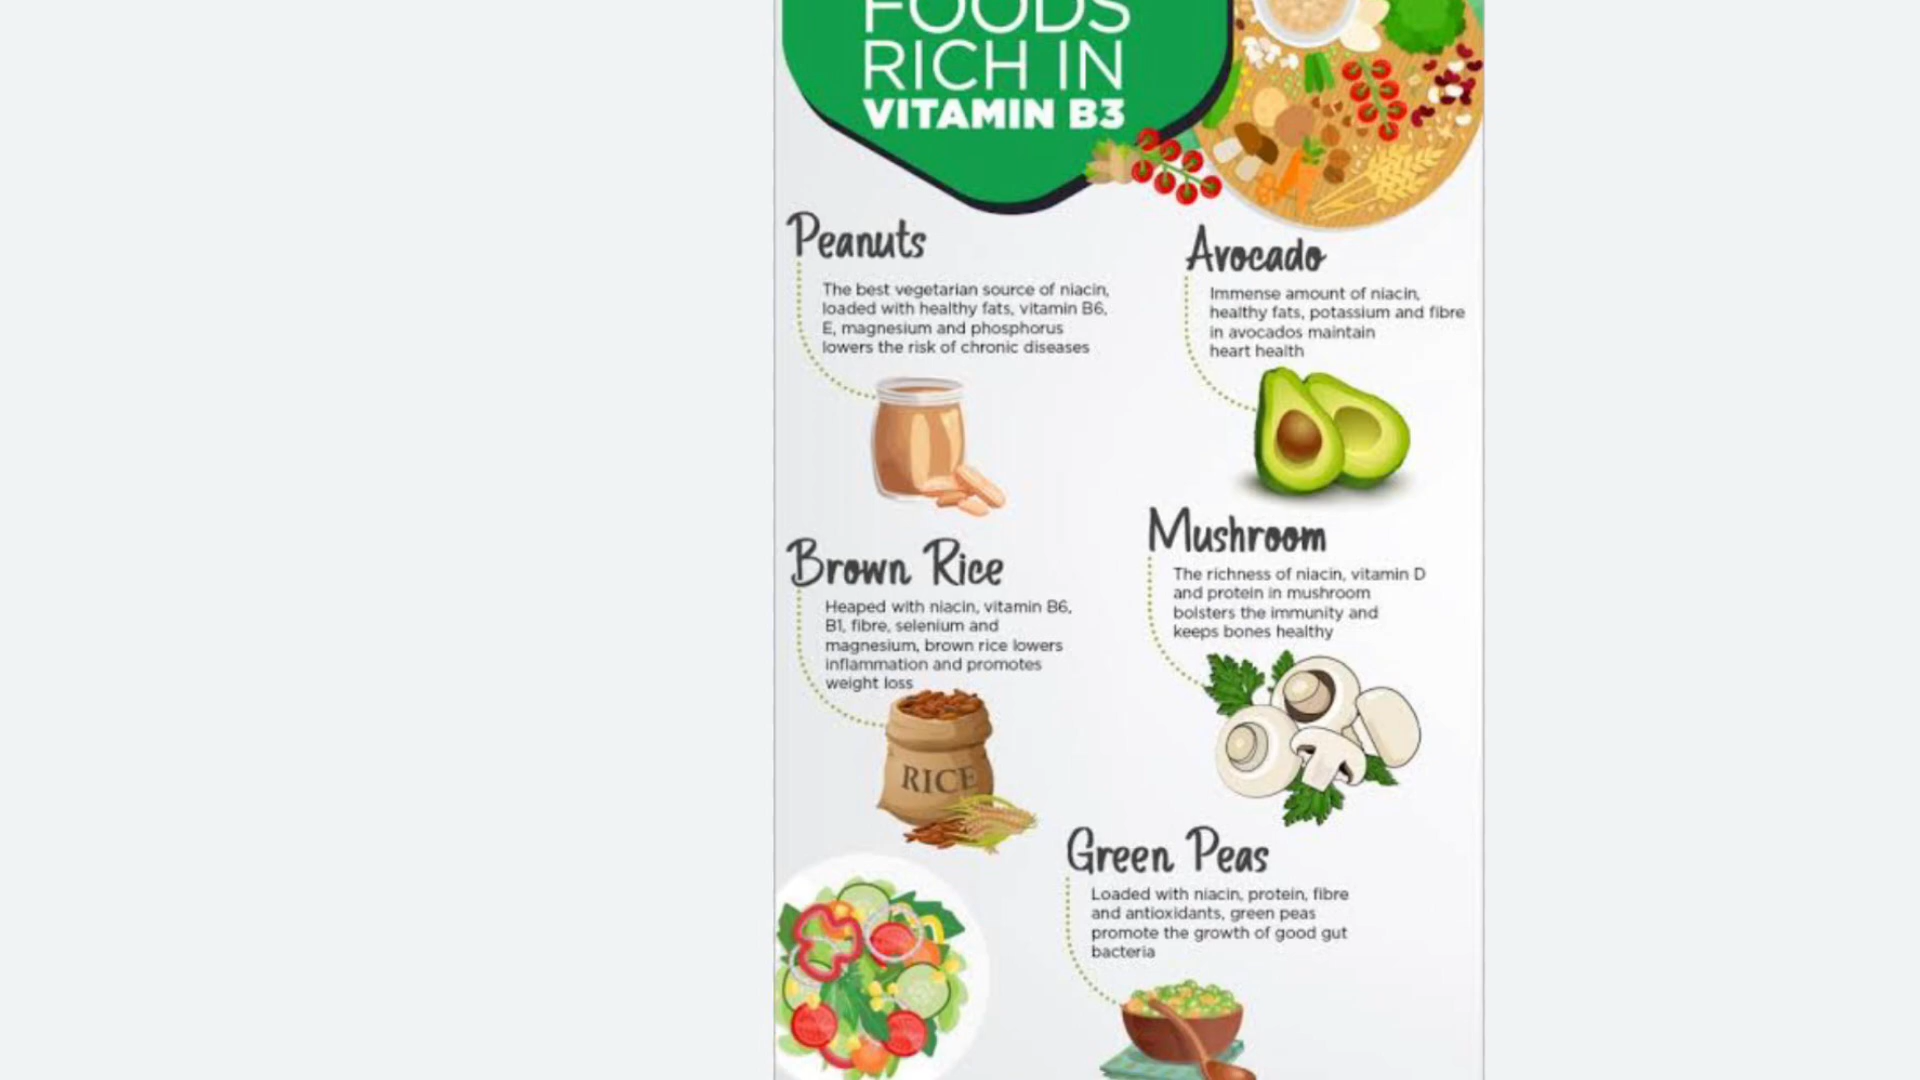 FOODS
RICH IN
VITAMIN B3
Peanuts
The best vegetarian source of niacin,
loaded with healthy fats, vitamin B6,
E, magnesium and phosphorus
lowers the risk of chronic diseases
Avocado
Immense amount of niacin,
healthy fats, potassium and fibre
in avocados maintain
heart health
Brown Rice
Heaped with niacin, vitamin B6,
B1, fibre, selenium and
magnesium, brown rice lowers
inflammation and promotes
weight loss
RICE
Mushroom
The richness of niacin, vitamin D
and protein in mushroom
bolsters the immunity and
keeps bones healthy
Green Peas
Loaded with niacin, protein, fibre
and antioxidants, green peas
promote the growth of good gut
bacteria